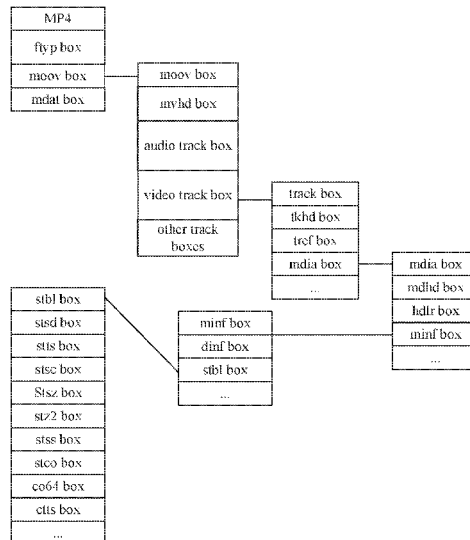 MP4
ftyp box
moov box
mdat box
moov box
mvhd box
audio track box
video track box
other track
boxes
track box
tkhd box
tref box
mdia box
...
mdia box
mdhd box
hdlr box
minf box
...
minf box
dinf box
stbl box
...
stbl box
stsd box
stts box
stsc box
Stsz box
stz2 box
stss box
stco box
co64 box
ctts box
...